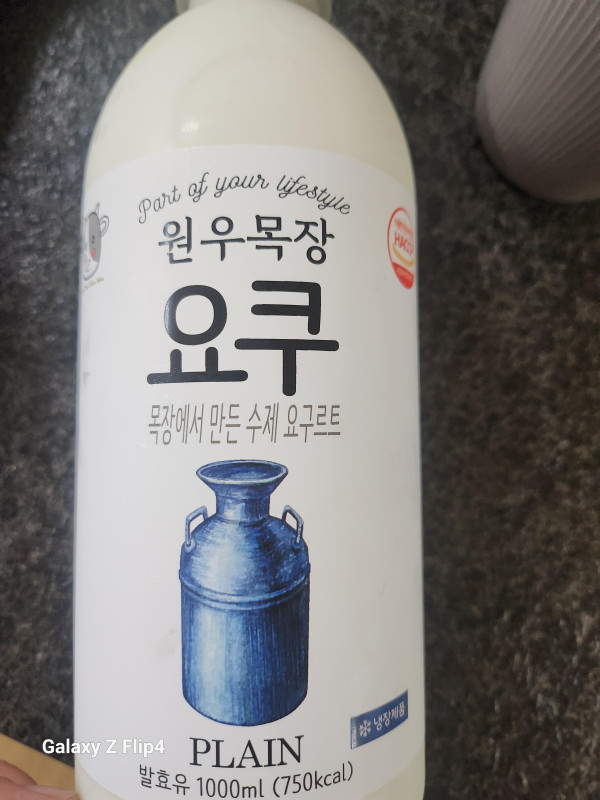 Part of your lifestyle
원우목장
HACCP
요쿠
목장에서 만든 수제 요구르트
냉장제품
PLAIN
발효유 1000ml (750kcal)
Galaxy Z Flip4